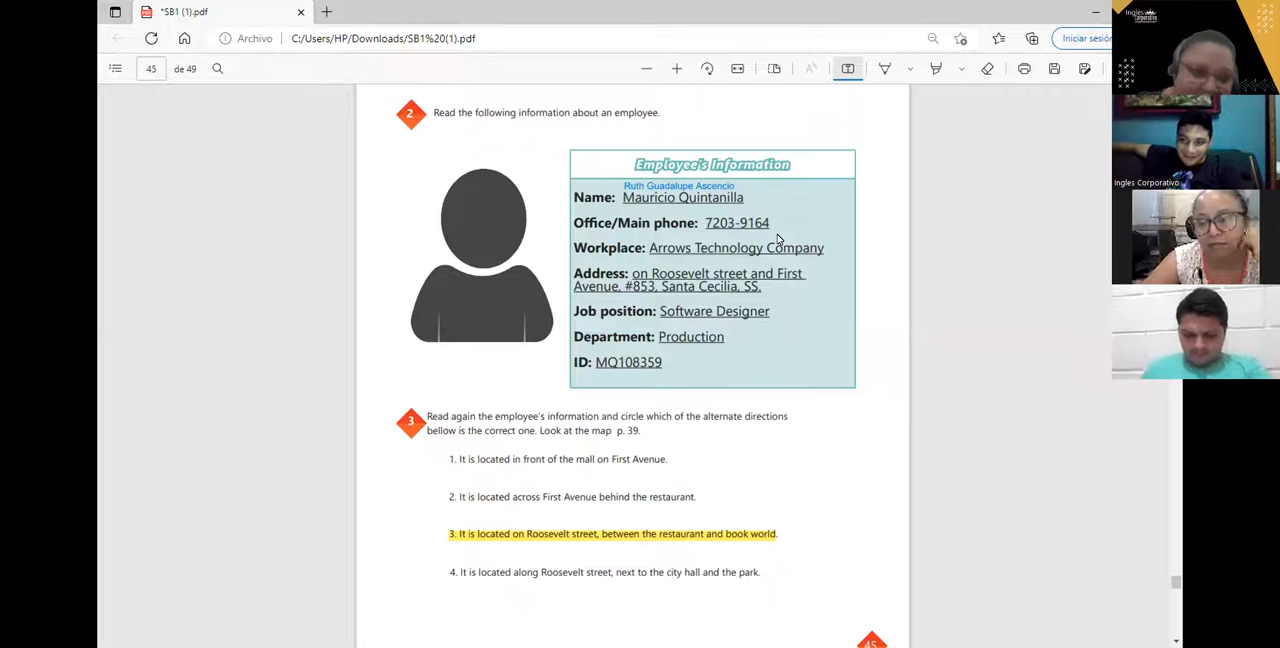 *SB1 (1).pdf
Archivo
C:/Users/HP/Downloads/SB1%20(1).pdf
Iniciar sesión
45
de 49
2
Read the following information about an employee.
Employee's Information
Ruth Guadalupe Ascencio
Name: Mauricio Quintanilla
Office/Main phone: 7203-9164
Workplace: Arrows Technology Company
Address: on Roosevelt street and First
Avenue, #853, Santa Cecilia, SS.
Job position: Software Designer
Department: Production
ID: MQ108359
3
Read again the employee's information and circle which of the alternate directions
bellow is the correct one. Look at the map p. 39.
1. It is located in front of the mall on First Avenue.
2. It is located across First Avenue behind the restaurant.
3. It is located on Roosevelt street, between the restaurant and book world.
4. It is located along Roosevelt street, next to the city hall and the park.
45
Inglés
Corporativo
Ingles Corporativo